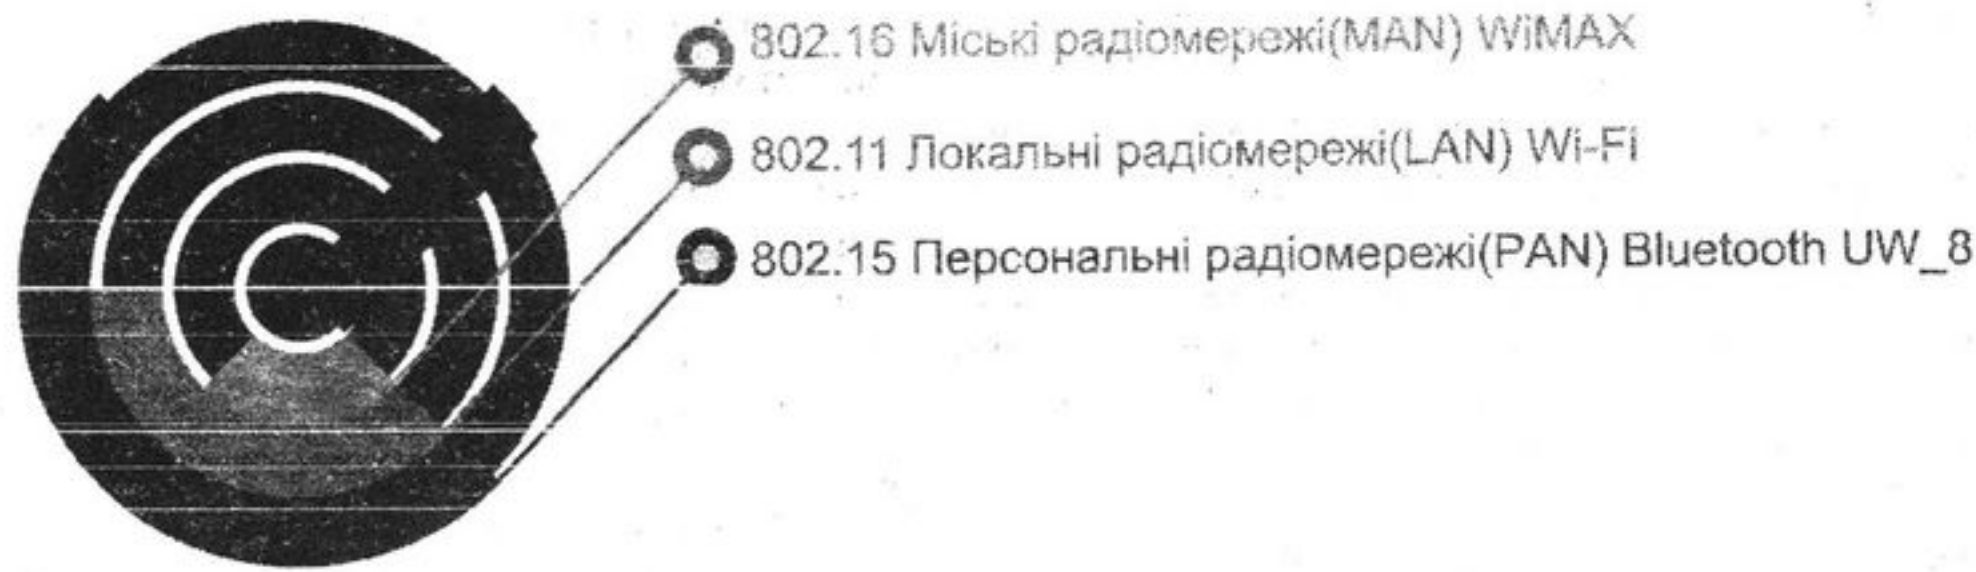 802.16 Міські радіомережі(MAN) WiMAX
802.11 Локальні радіомережі(LAN) Wi-Fi
802.15 Персональні радіомережі(PAN) Bluetooth UW_8